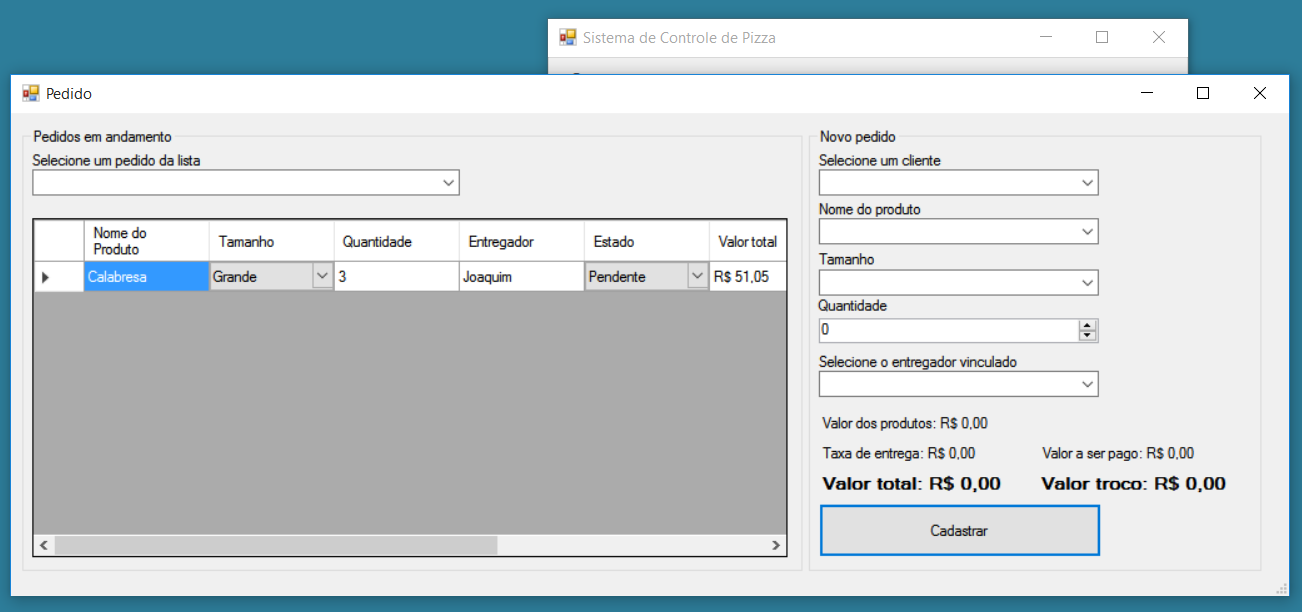 Sistema de Controle de Pizza
Pedido
Pedidos em andamento
Selecione um pedido da lista
Nome do
Produto
Tamanho
Quantidade
Entregador
Estado
Valor total
Calabresa
Grande
3
Joaquim
Pendente
R$ 51,05
Novo pedido
Selecione um cliente
Nome do produto
Tamanho
Quantidade
0
Selecione o entregador vinculado
Valor dos produtos: R$ 0,00
Taxa de entrega: R$ 0,00
Valor a ser pago: R$ 0,00
Valor total: R$ 0,00
Valor troco: R$ 0,00
Cadastrar